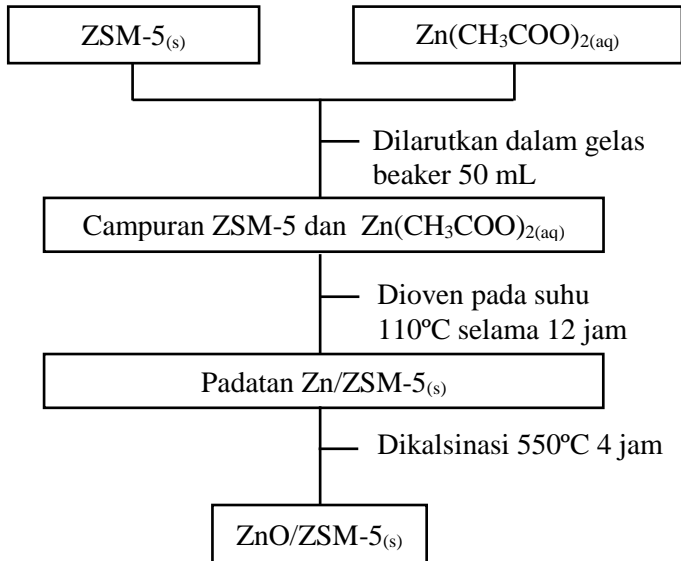 ZSM-5(s)
Zn(CH3COO)2(aq)
Dilarutkan dalam gelas
beaker 50 mL
Campuran ZSM-5 dan Zn(CH3COO)2(aq)
Dioven pada suhu
110ºC selama 12 jam
Padatan Zn/ZSM-5(s)
Dikalsinasi 550ºC 4 jam
ZnO/ZSM-5(s)